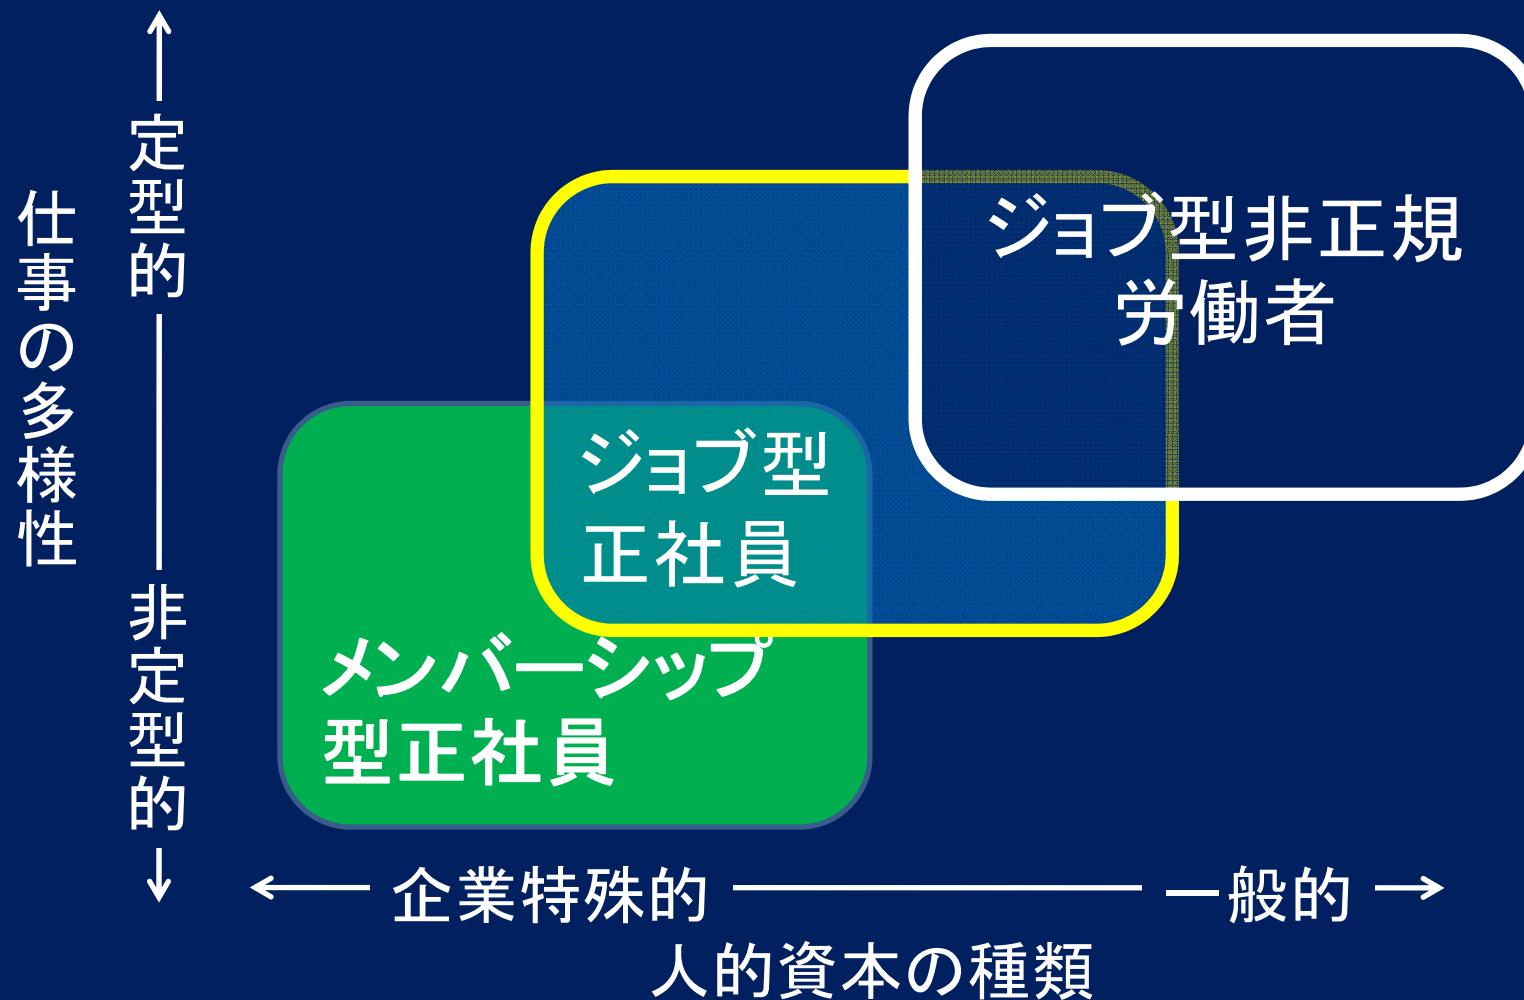 仕事の多様性
定型的
非定型的
ジョブ型非正規
労働者
ジョブ型
正社員
メンバーシップ
型正社員
企業特殊的
一般的
人的資本の種類